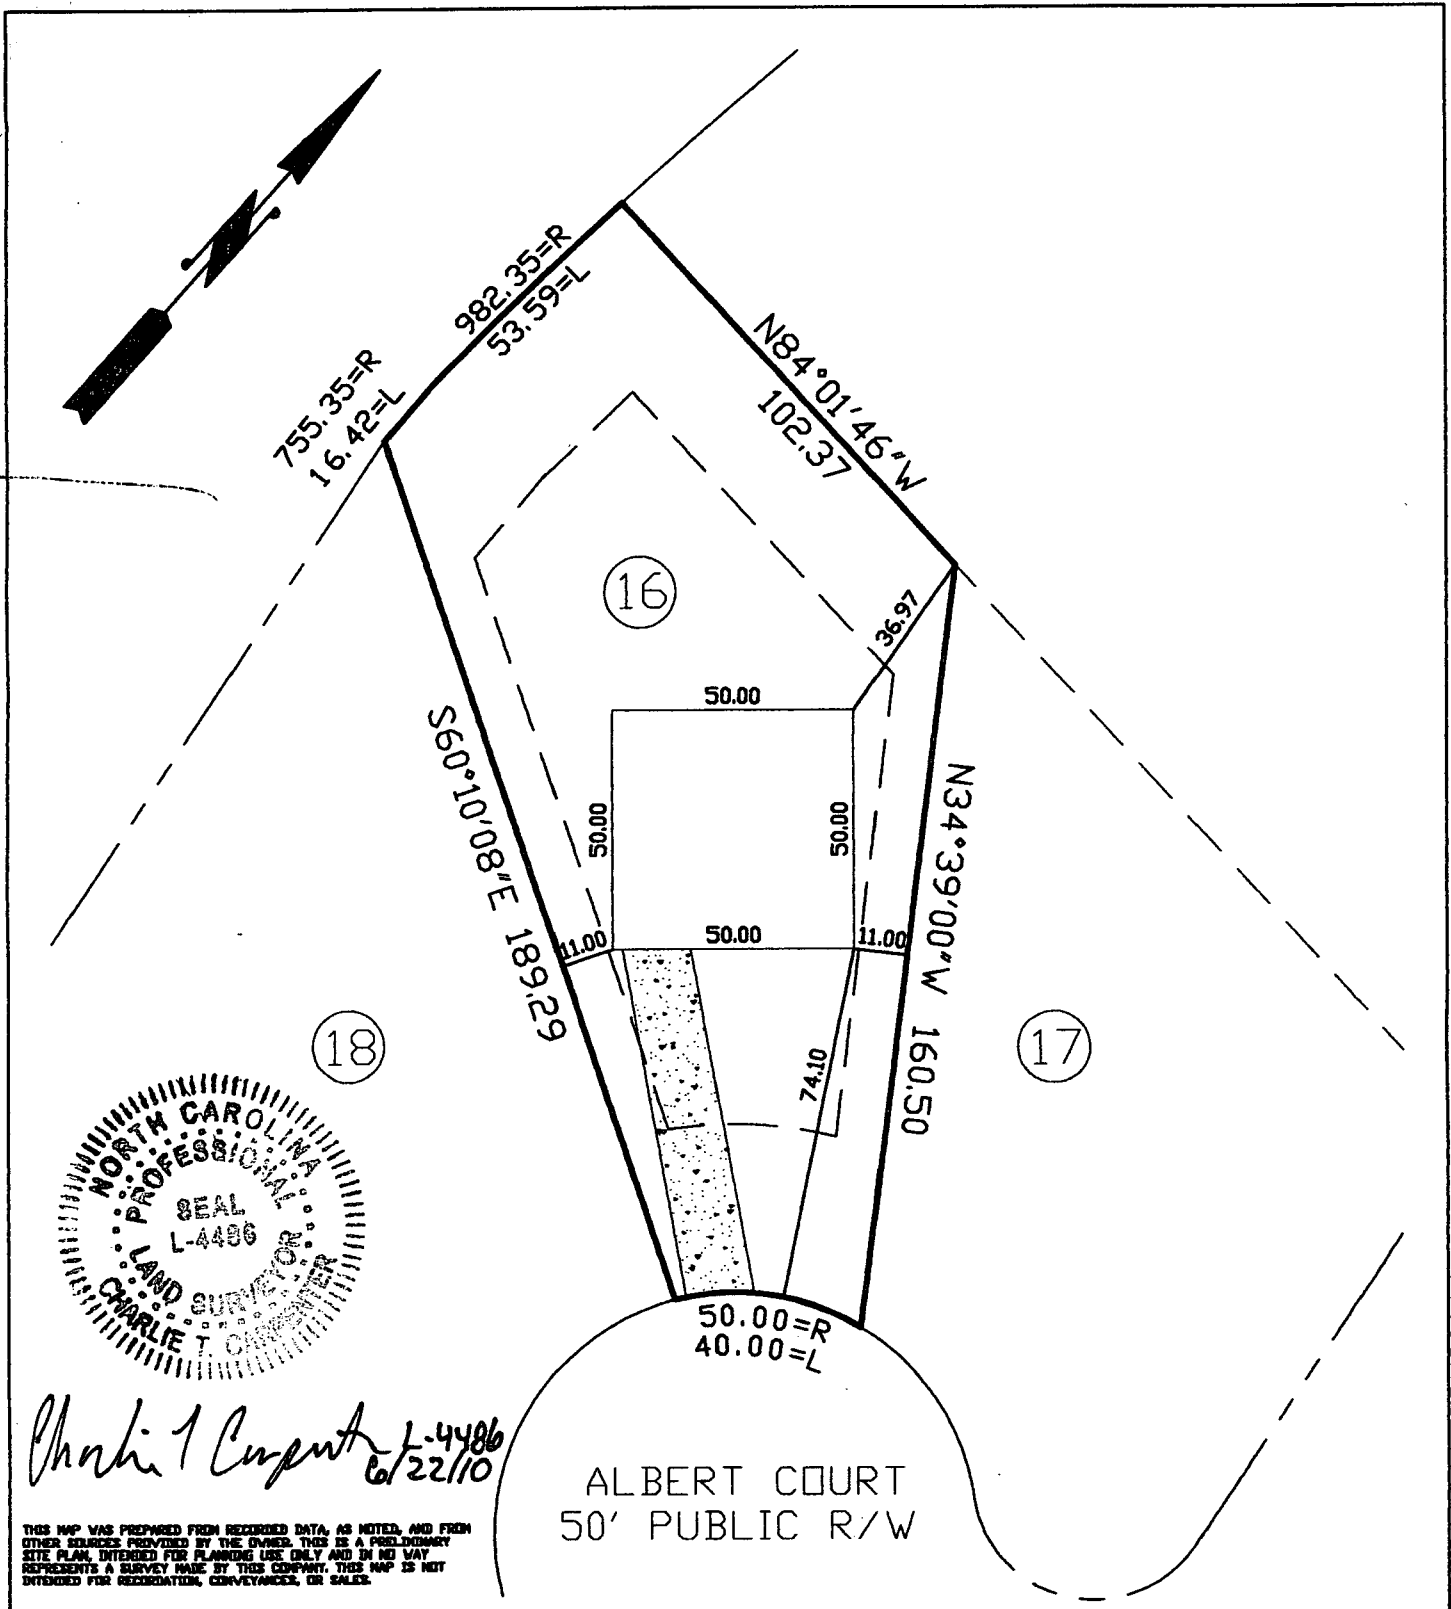 982.35=R
53.59=L
755.35=R
16.42=L
N84°01'46"W
102.37
16
36.97
50.00
S60°10'08"E 189.29
50.00
50.00
N34°39'00"W 160.50
11.00
50.00
11.00
18
17
74.10
NORTH CAROLINA
PROFESSIONAL
SEAL
L-4486
LAND SURVEYOR
CHARLIE T. CARPENTER
50.00=R
40.00=L
Charlie T Carpenter L-4486
6/22/10
ALBERT COURT
50' PUBLIC R/W
THIS MAP WAS PREPARED FROM RECORDED DATA, AS NOTED, AND FROM
OTHER SOURCES PROVIDED BY THE OWNER. THIS IS A PRELIMINARY
SITE PLAN, INTENDED FOR PLANNING USE ONLY AND IN NO WAY
REPRESENTS A SURVEY MADE BY THIS COMPANY. THIS MAP IS NOT
INTENDED FOR RECORDATION, CONVEYANCES, OR SALES.